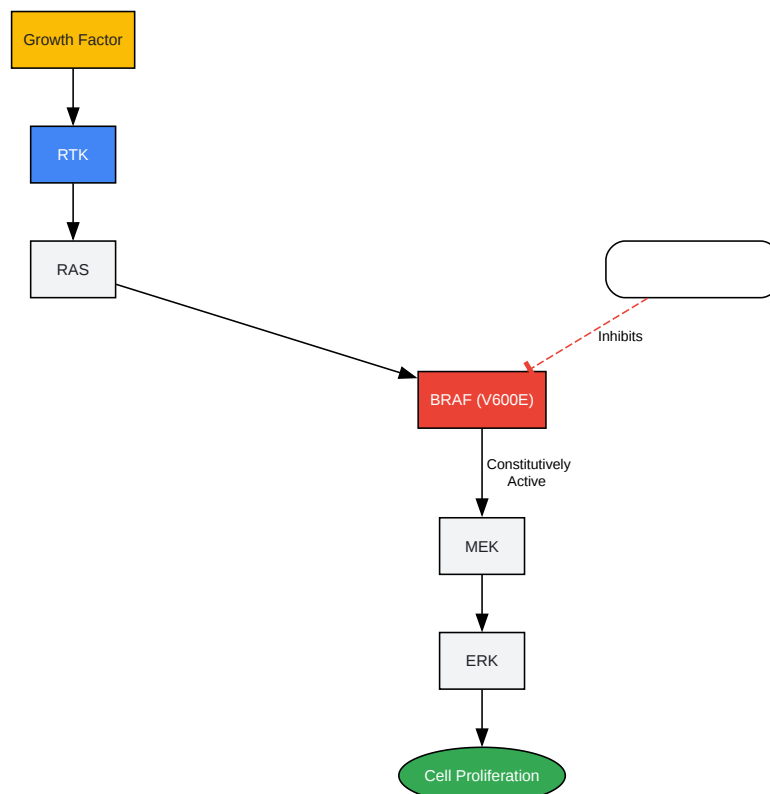 Growth Factor
RTK
RAS
Inhibits
BRAF (V600E)
Constitutively
Active
MEK
ERK
Cell Proliferation